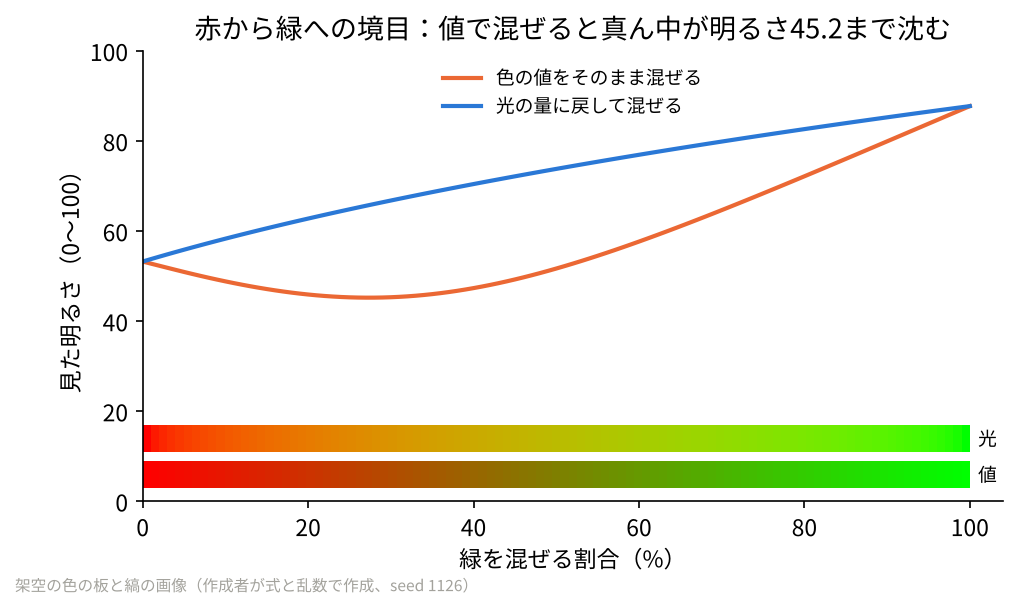 赤から緑への境目：値で混ぜると真ん中が明るさ45.2まで沈む
色の値をそのまま混ぜる
光の量に戻して混ぜる
見た明るさ（0〜100）
100
80
60
40
20
0
光
値
0 20 40 60 80 100
緑を混ぜる割合（%）
架空の色の板と縞の画像（作成者が式と乱数で作成、seed 1126）